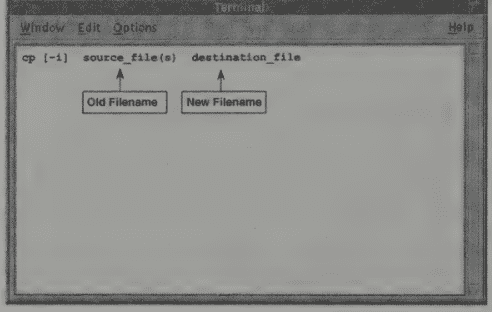 Terminal
Window Edit Options Help
cp [-i] source_file(s) destination_file
Old Filename New Filename